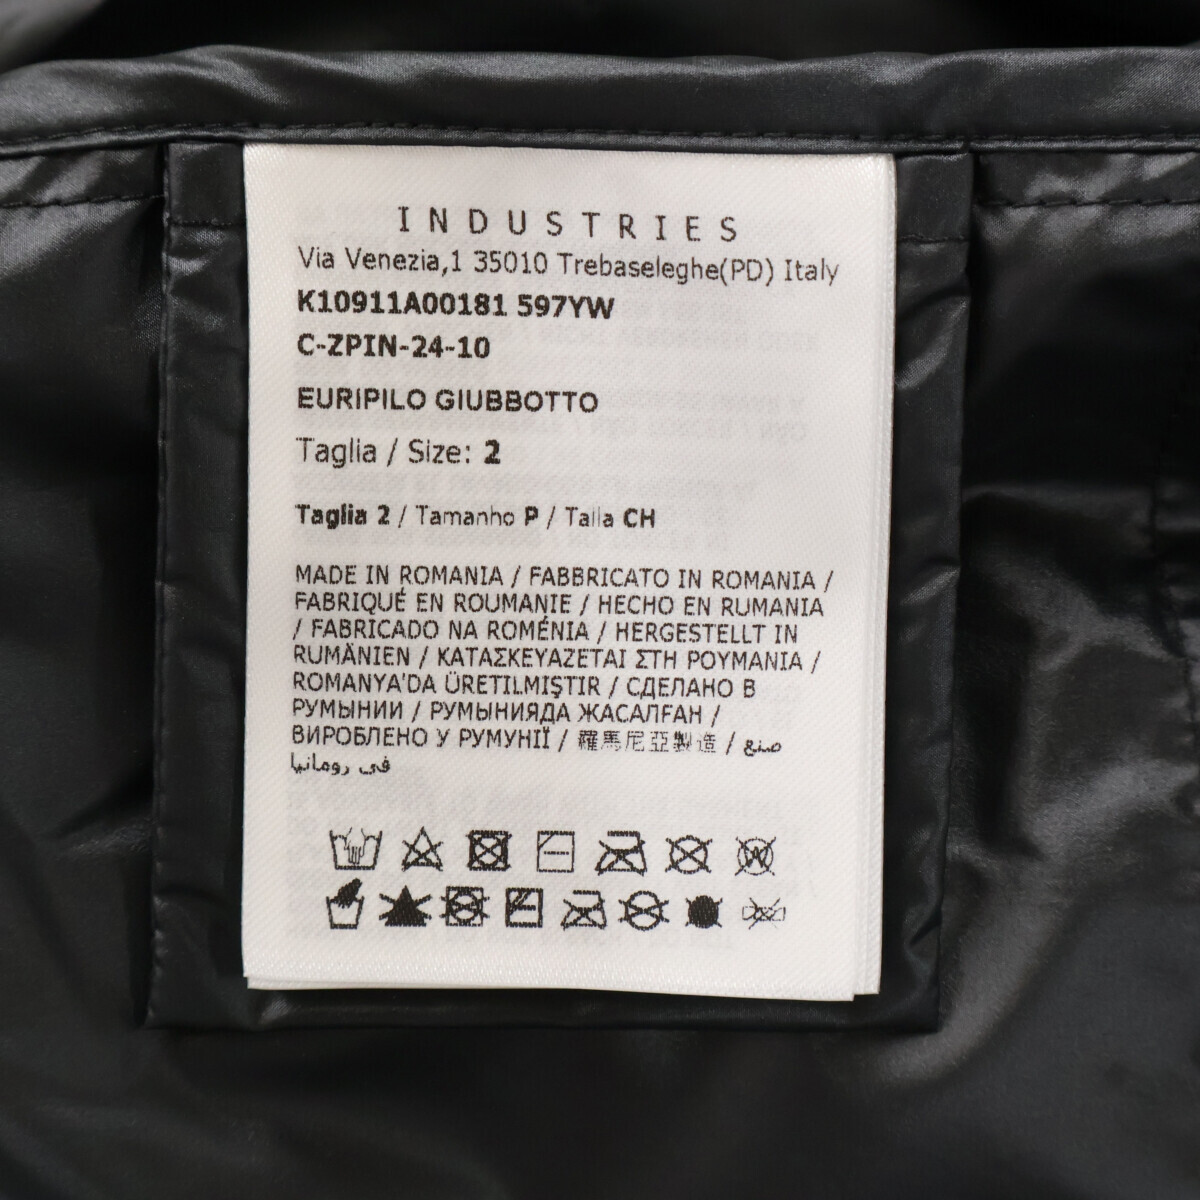 INDUSTRIES
Via Venezia,1 35010 Trebaseleghe(PD) Italy
K10911A00181 597YW
C-ZPIN-24-10
EURIPILO GIUBBOTTO
Taglia / Size: 2
Taglia 2 / Tamanho P / Talla CH
MADE IN ROMANIA / FABBRICATO IN ROMANIA /
FABRIQUÉ EN ROUMANIE / HECHO EN RUMANIA
/ FABRICADO NA ROMÉNIA / HERGESTELLT IN
RUMÄNIEN / ΚΑΤΑΣΚΕΥΑΖΕΤΑΙ ΣΤΗ ΡΟΥΜΑΝΙΑ /
ROMANYA'DA ÜRETILMIŞTIR / СДЕЛАНО В
РУМЫНИИ / РУМЫНИЯДА ЖАСАЛҒАН /
ВИРОБЛЕНО У РУМУНІЇ / 羅馬尼亞製造 / صنع
في رومانيا
W